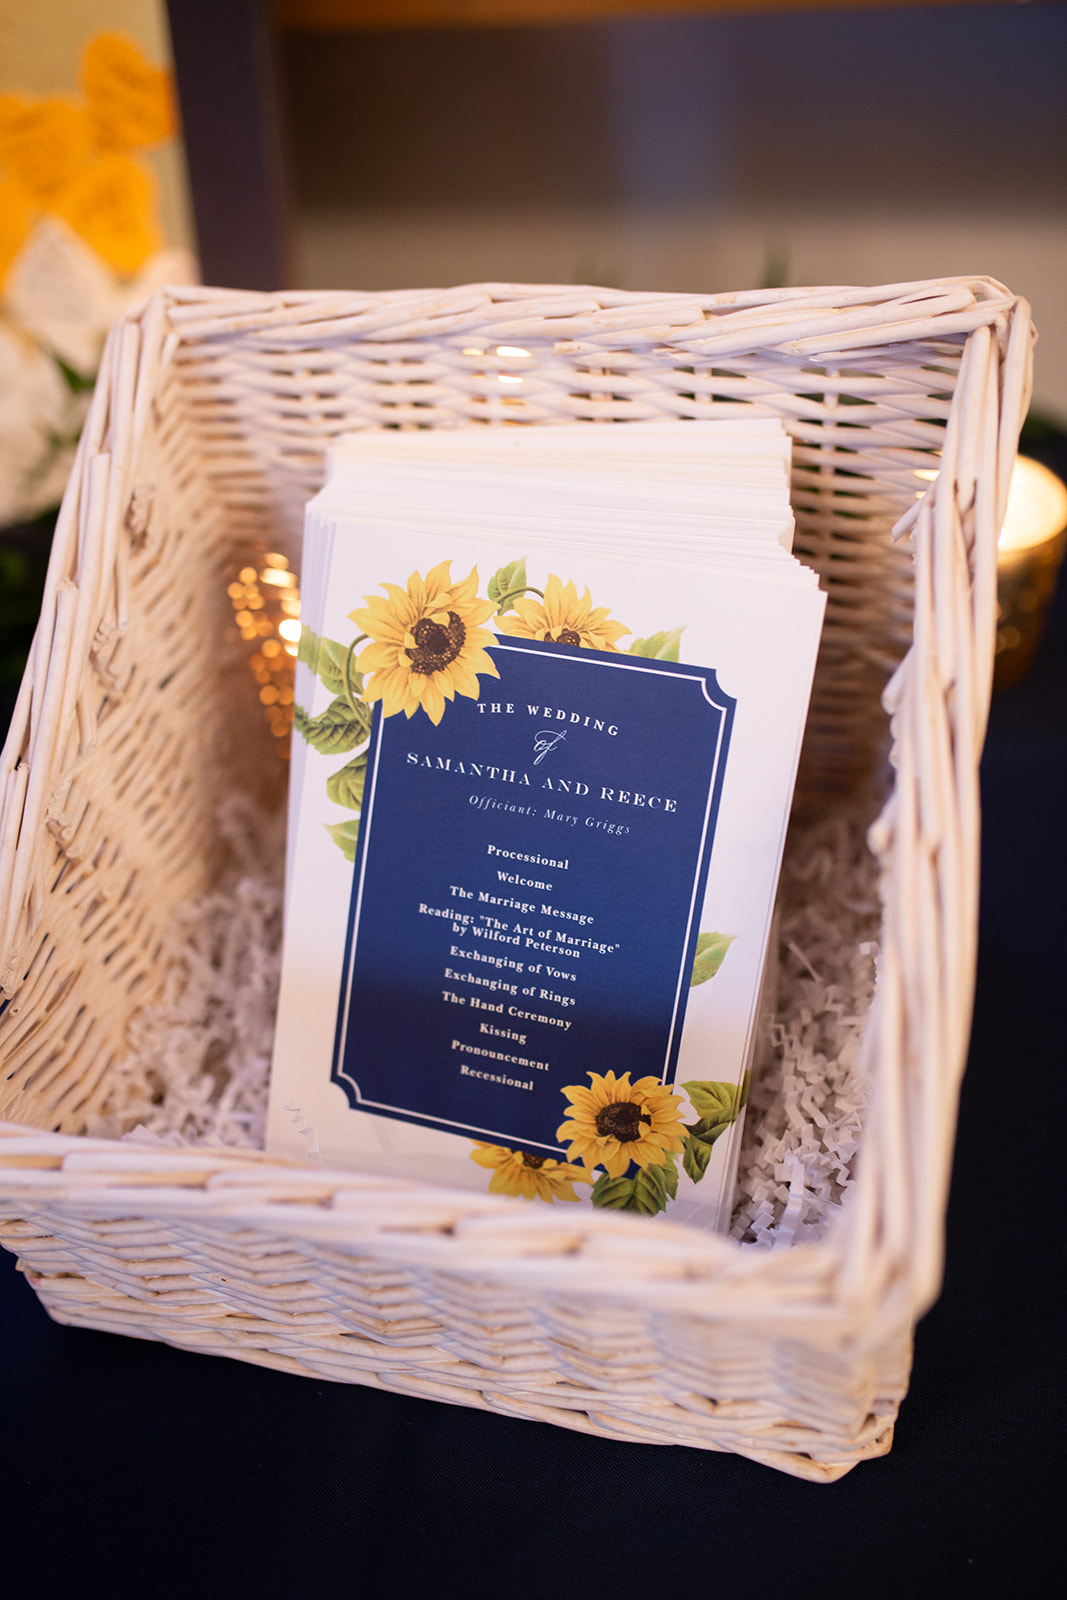 THE WEDDING
of
SAMANTHA AND REECE
Officiant: Mary Griggs
Processional
Welcome
The Marriage Message
Reading: "The Art of Marriage"
by Wilford Peterson
Exchanging of Vows
Exchanging of Rings
The Hand Ceremony
Kissing
Pronouncement
Recessional